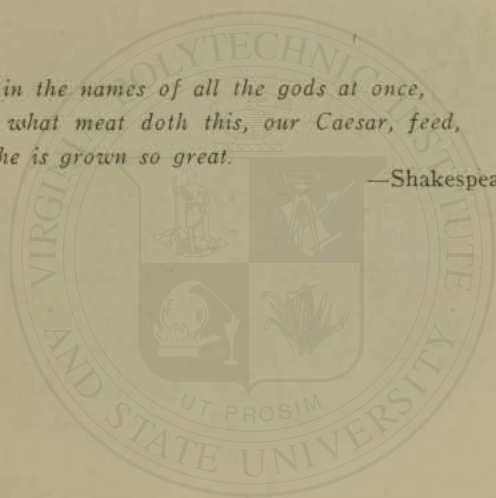 in the names of all the gods at once,
what meat doth this, our Caesar, feed,
he is grown so great.
—Shakespea
VIRGINIA POLYTECHNIC INSTITUTE
AND STATE UNIVERSITY
UT PROSIM